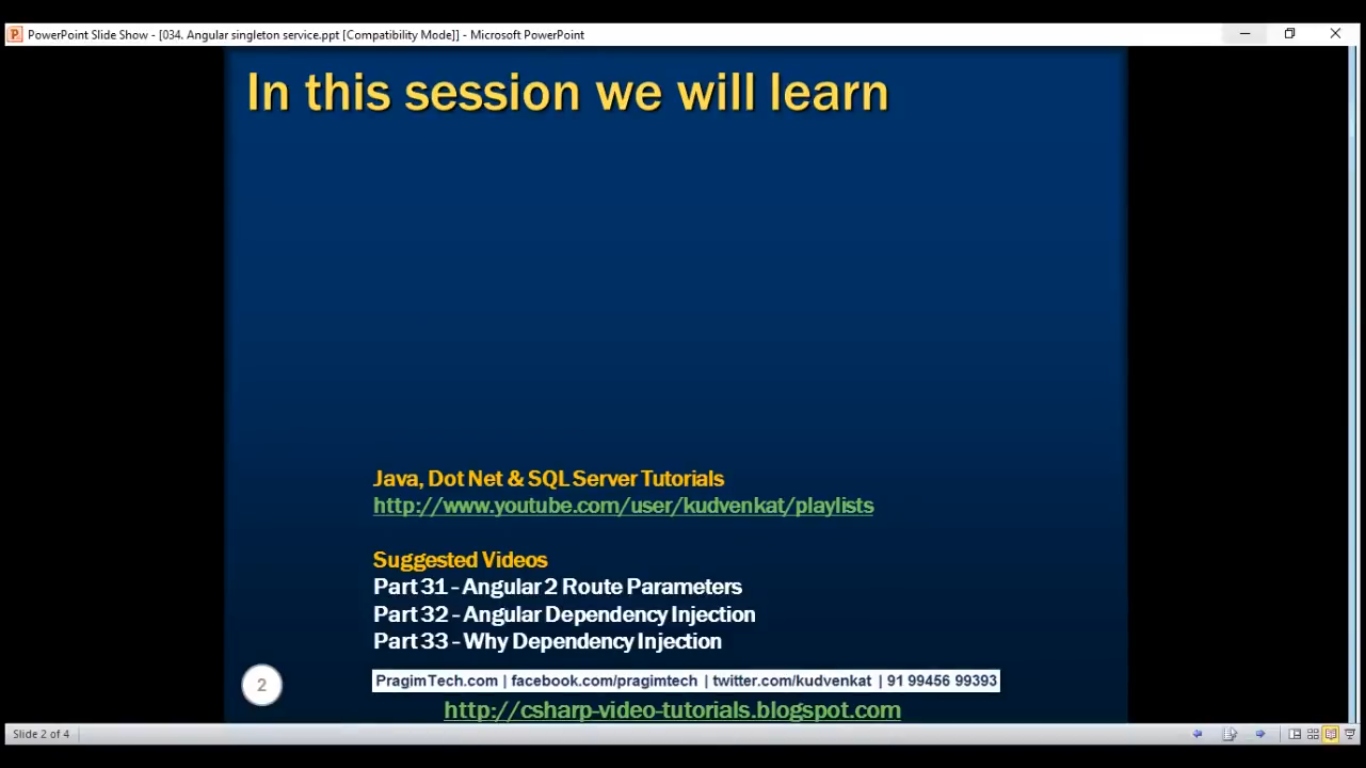 PowerPoint Slide Show - [034. Angular singleton service.ppt [Compatibility Mode]] - Microsoft PowerPoint
In this session we will learn
Java, Dot Net & SQL Server Tutorials
http://www.youtube.com/user/kudvenkat/playlists
Suggested Videos
Part 31 - Angular 2 Route Parameters
Part 32 - Angular Dependency Injection
Part 33 - Why Dependency Injection
2
PragimTech.com | facebook.com/pragimtech | twitter.com/kudvenkat | 91 99456 99393
http://csharp-video-tutorials.blogspot.com
Slide 2 of 4